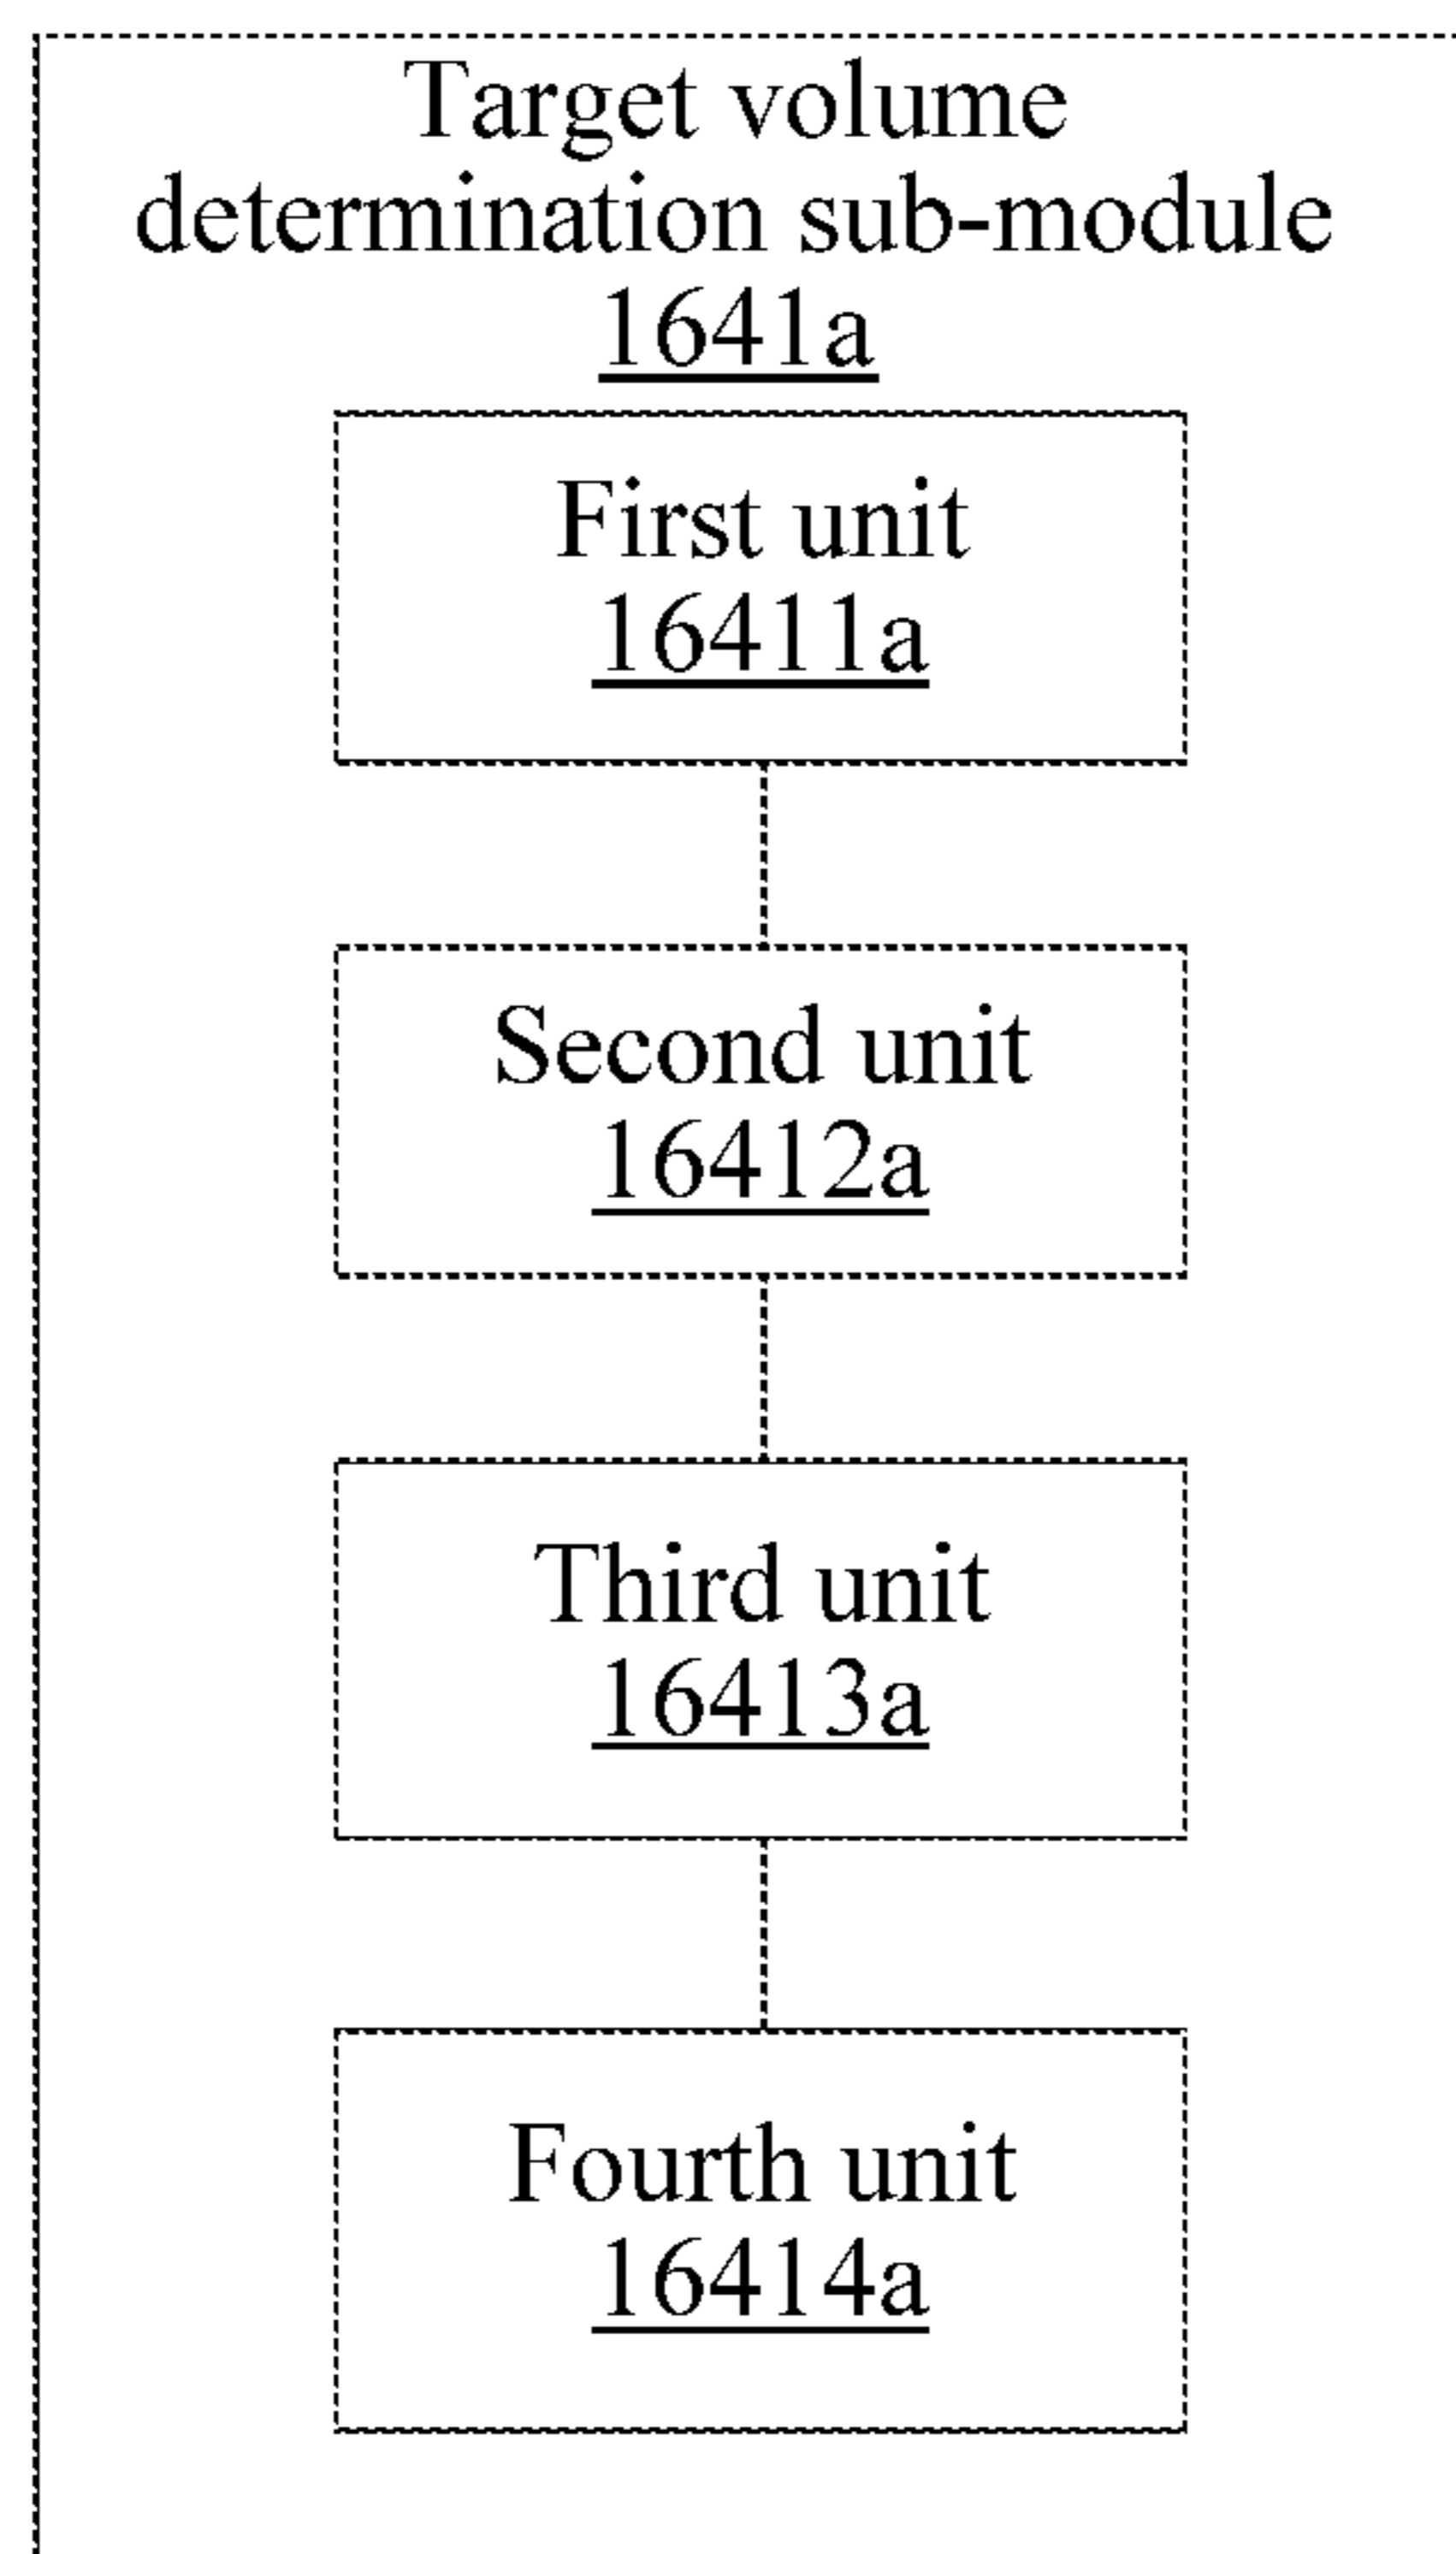 Target volume
determination sub-module
1641a
First unit
16411a
Second unit
16412a
Third unit
16413a
Fourth unit
16414a